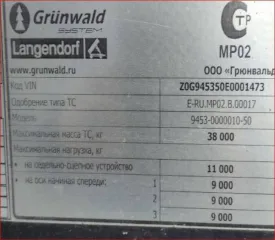 Grünwald
SYSTEM
Langendorf
www.grunwald.ru
ТР
МР02
ООО «Грюнвальд
Код VIN Z0G945350E0001473
Одобрение типа ТС E-RU.MP02.B.00017
Модель 9453-0000010-50
Максимальная масса ТС, кг 38 000
Максимальная нагрузка, кг
- на седельно-сцепное устройство 11 000
- на оси начиная спереди: 1 9 000
2 9 000
3 9 000